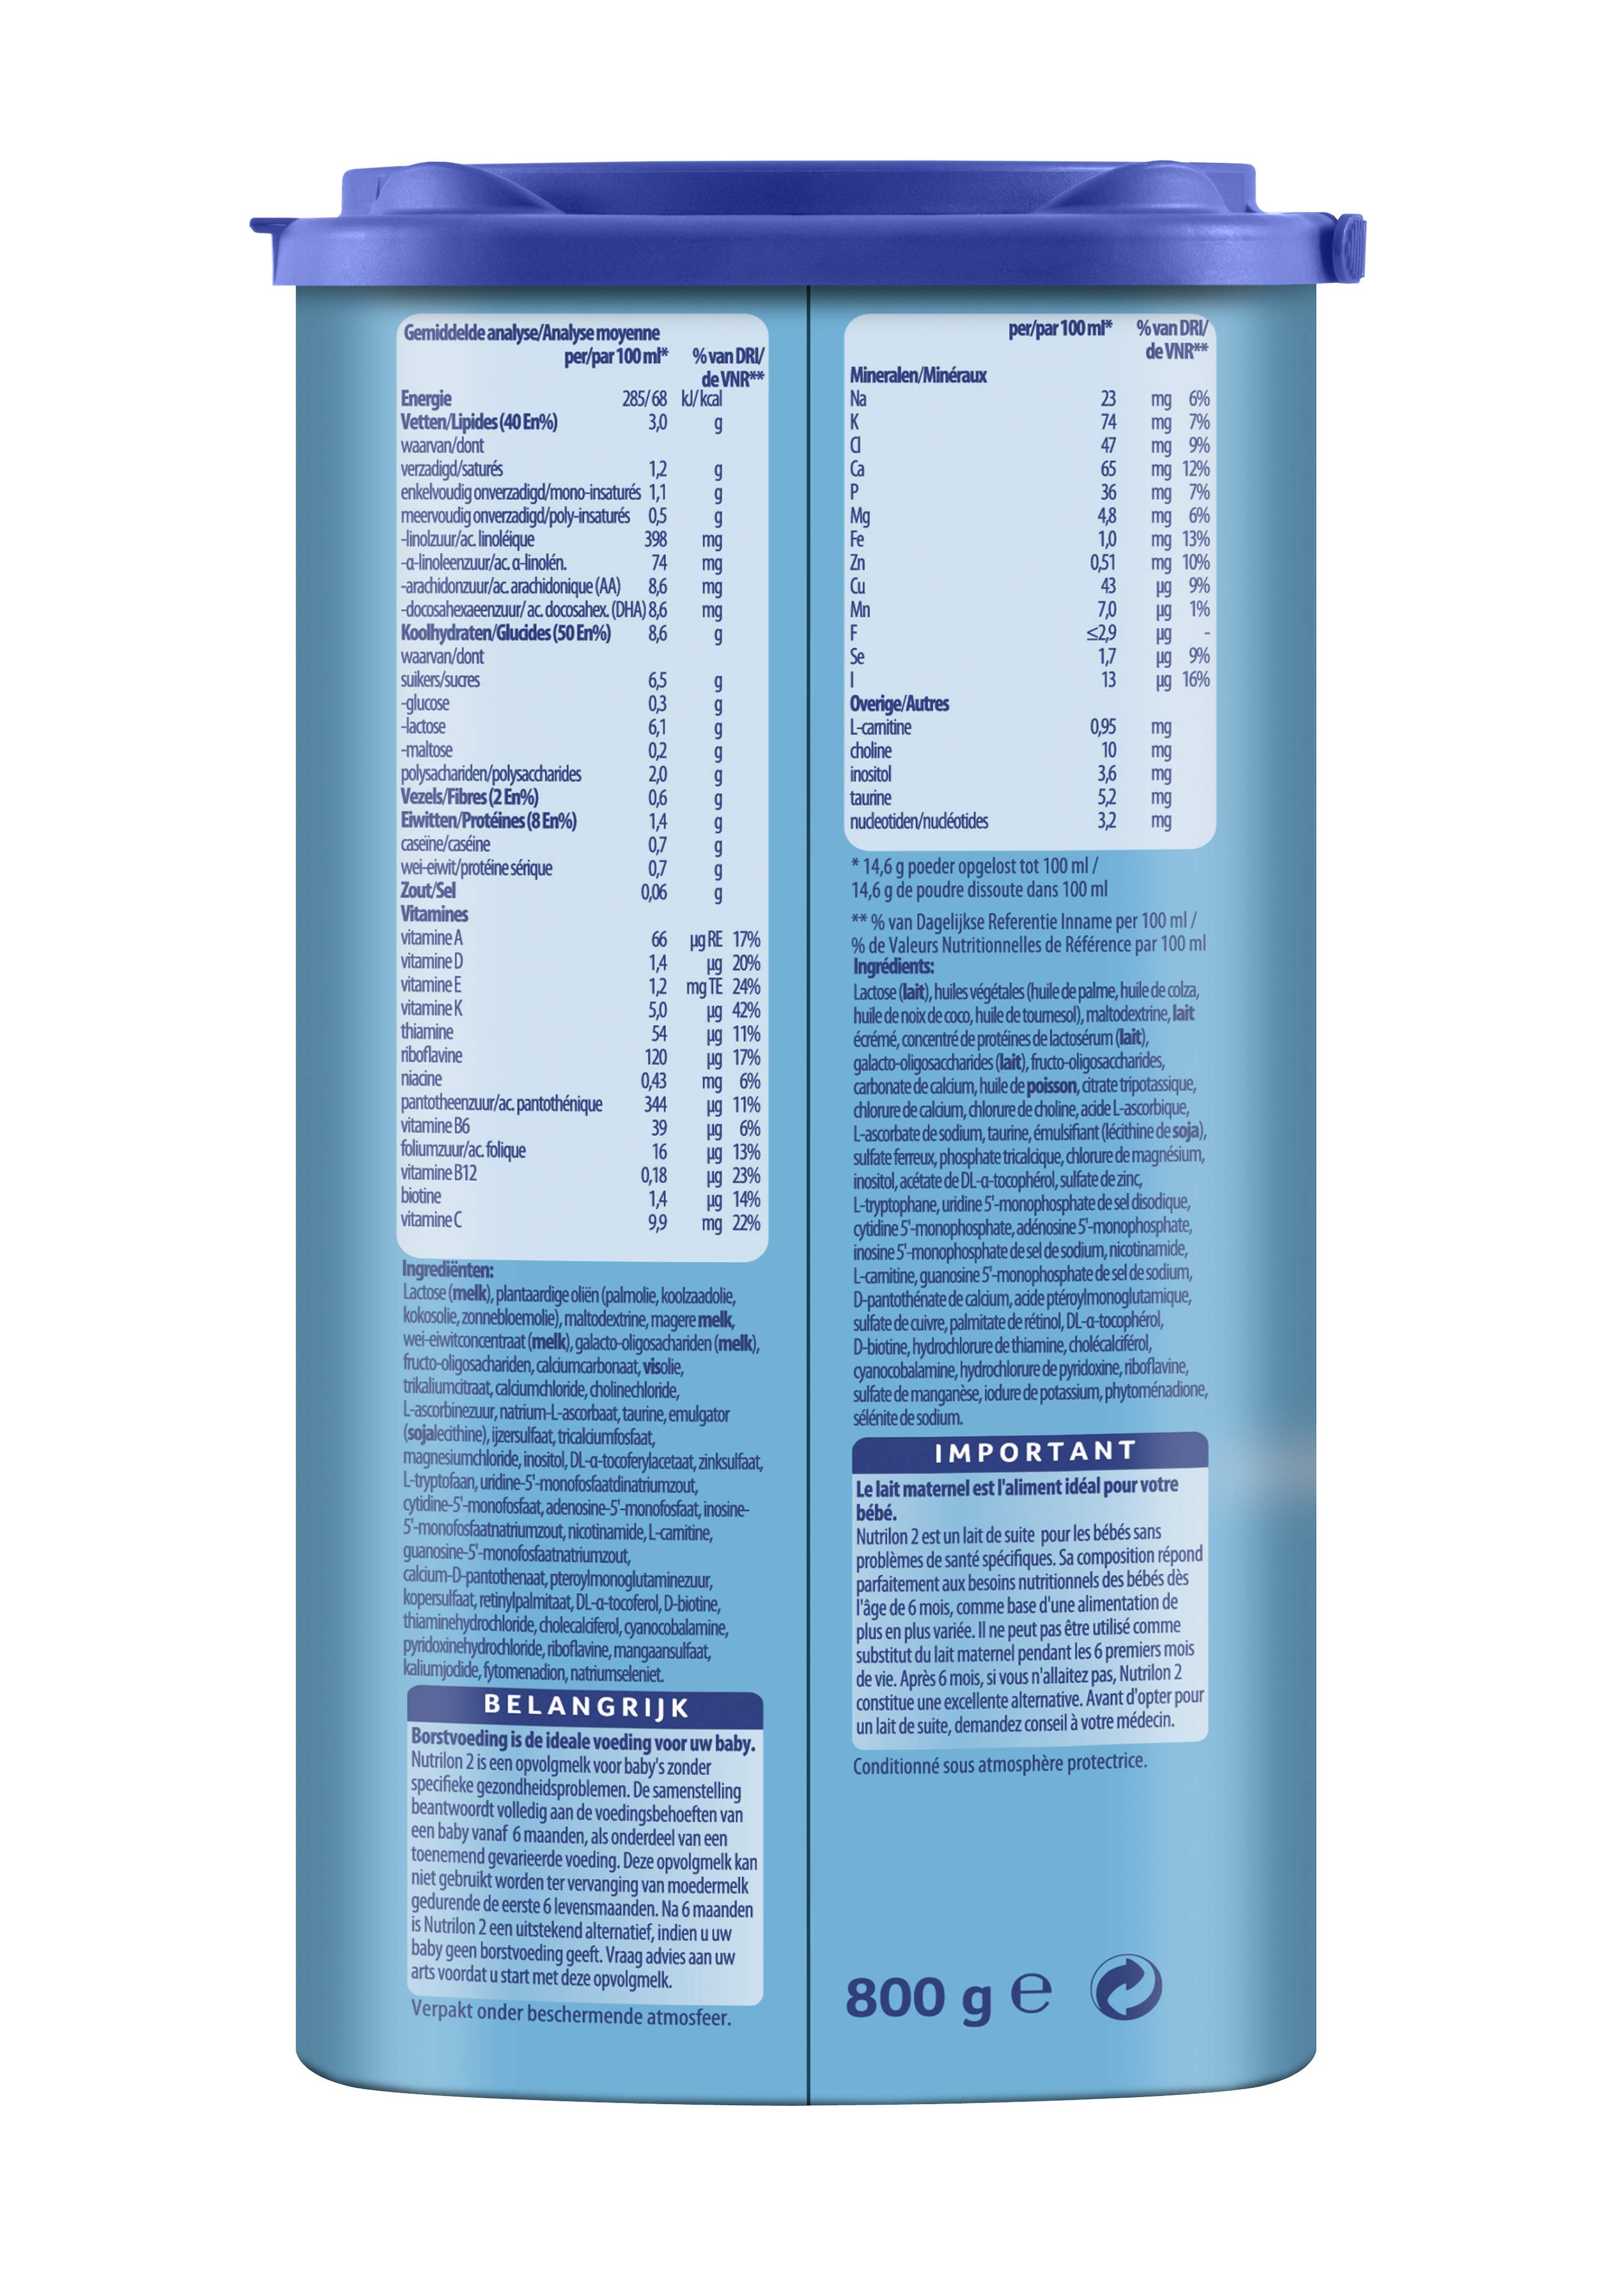 Gemiddelde analyse/Analyse moyenne
per/par 100 ml* % van DRI/
de VNR**
Energie 285/68 kJ/kcal
Vetten/Lipides (40 En%) 3,0 g
waarvan/dont
verzadigd/saturés 1,2 g
enkelvoudig onverzadigd/mono-insaturés 1,1 g
meervoudig onverzadigd/poly-insaturés 0,5 g
-linolzuur/ac. linoléique 398 mg
-α-linoleenzuur/ac. α-linolén. 74 mg
-arachidonzuur/ac. arachidonique (AA) 8,6 mg
-docosahexaeenzuur/ ac. docosahex. (DHA) 8,6 mg
Koolhydraten/Glucides (50 En%) 8,6 g
waarvan/dont
suikers/sucres 6,5 g
-glucose 0,3 g
-lactose 6,1 g
-maltose 0,2 g
polysachariden/polysaccharides 2,0 g
Vezels/Fibres (2 En%) 0,6 g
Eiwitten/Protéines (8 En%) 1,4 g
caseïne/caséine 0,7 g
wei-eiwit/protéine sérique 0,7 g
Zout/Sel 0,06 g
Vitamines
vitamine A 66 µg RE 17%
vitamine D 1,4 µg 20%
vitamine E 1,2 mg TE 24%
vitamine K 5,0 µg 42%
thiamine 54 µg 11%
riboflavine 120 µg 17%
niacine 0,43 mg 6%
pantotheenzuur/ac. pantothénique 344 µg 11%
vitamine B6 39 µg 6%
foliumzuur/ac. folique 16 µg 13%
vitamine B12 0,18 µg 23%
biotine 1,4 µg 14%
vitamine C 9,9 mg 22%
Ingrediënten:
Lactose (melk), plantaardige oliën (palmolie, koolzaadolie,
kokosolie, zonnebloemolie), maltodextrine, magere melk,
wei-eiwitconcentraat (melk), galacto-oligosachariden (melk),
fructo-oligosachariden, calciumcarbonaat, visolie,
trikaliumcitraat, calciumchloride, cholinechloride,
L-ascorbinezuur, natrium-L-ascorbaat, taurine, emulgator
(sojalecithine), ijzersulfaat, tricalciumfosfaat,
magnesiumchloride, inositol, DL-α-tocoferylacetaat, zinksulfaat,
L-tryptofaan, uridine-5'-monofosfaatdinatriumzout,
cytidine-5'-monofosfaat, adenosine-5'-monofosfaat, inosine-
5'-monofosfaatnatriumzout, nicotinamide, L-carnitine,
guanosine-5'-monofosfaatnatriumzout,
calcium-D-pantothenaat, pteroylmonoglutaminezuur,
kopersulfaat, retinylpalmitaat, DL-α-tocoferol, D-biotine,
thiaminehydrochloride, cholecalciferol, cyanocobalamine,
pyridoxinehydrochloride, riboflavine, mangaansulfaat,
kaliumjodide, fytomenadion, natriumseleniet.
BELANGRIJK
Borstvoeding is de ideale voeding voor uw baby.
Nutrilon 2 is een opvolgmelk voor baby's zonder
specifieke gezondheidsproblemen. De samenstelling
beantwoordt volledig aan de voedingsbehoeften van
een baby vanaf 6 maanden, als onderdeel van een
toenemend gevarieerde voeding. Deze opvolgmelk kan
niet gebruikt worden ter vervanging van moedermelk
gedurende de eerste 6 levensmaanden. Na 6 maanden
is Nutrilon 2 een uitstekend alternatief, indien u uw
baby geen borstvoeding geeft. Vraag advies aan uw
arts voordat u start met deze opvolgmelk.
Verpakt onder beschermende atmosfeer.
per/par 100 ml* % van DRI/
de VNR**
Mineralen/Minéraux
Na 23 mg 6%
K 74 mg 7%
Cl 47 mg 9%
Ca 65 mg 12%
P 36 mg 7%
Mg 4,8 mg 6%
Fe 1,0 mg 13%
Zn 0,51 mg 10%
Cu 43 µg 9%
Mn 7,0 µg 1%
F ≤2,9 µg -
Se 1,7 µg 9%
I 13 µg 16%
Overige/Autres
L-carnitine 0,95 mg
choline 10 mg
inositol 3,6 mg
taurine 5,2 mg
nucleotiden/nucléotides 3,2 mg
* 14,6 g poeder opgelost tot 100 ml /
14,6 g de poudre dissoute dans 100 ml
** % van Dagelijkse Referentie Inname per 100 ml /
% de Valeurs Nutritionnelles de Référence par 100 ml
Ingrédients:
Lactose (lait), huiles végétales (huile de palme, huile de colza,
huile de noix de coco, huile de tournesol), maltodextrine, lait
écrémé, concentré de protéines de lactosérum (lait),
galacto-oligosaccharides (lait), fructo-oligosaccharides,
carbonate de calcium, huile de poisson, citrate tripotassique,
chlorure de calcium, chlorure de choline, acide L-ascorbique,
L-ascorbate de sodium, taurine, émulsifiant (lécithine de soja),
sulfate ferreux, phosphate tricalcique, chlorure de magnésium,
inositol, acétate de DL-α-tocophérol, sulfate de zinc,
L-tryptophane, uridine 5'-monophosphate de sel disodique,
cytidine 5'-monophosphate, adénosine 5'-monophosphate,
inosine 5'-monophosphate de sel de sodium, nicotinamide,
L-carnitine, guanosine 5'-monophosphate de sel de sodium,
D-pantothénate de calcium, acide ptéroylmonoglutamique,
sulfate de cuivre, palmitate de rétinol, DL-α-tocophérol,
D-biotine, hydrochlorure de thiamine, cholécalciférol,
cyanocobalamine, hydrochlorure de pyridoxine, riboflavine,
sulfate de manganèse, iodure de potassium, phytoménadione,
sélénite de sodium.
IMPORTANT
Le lait maternel est l'aliment idéal pour votre
bébé.
Nutrilon 2 est un lait de suite pour les bébés sans
problèmes de santé spécifiques. Sa composition répond
parfaitement aux besoins nutritionnels des bébés dès
l'âge de 6 mois, comme base d'une alimentation de
plus en plus variée. Il ne peut pas être utilisé comme
substitut du lait maternel pendant les 6 premiers mois
de vie. Après 6 mois, si vous n'allaitez pas, Nutrilon 2
constitue une excellente alternative. Avant d'opter pour
un lait de suite, demandez conseil à votre médecin.
Conditionné sous atmosphère protectrice.
800 g e